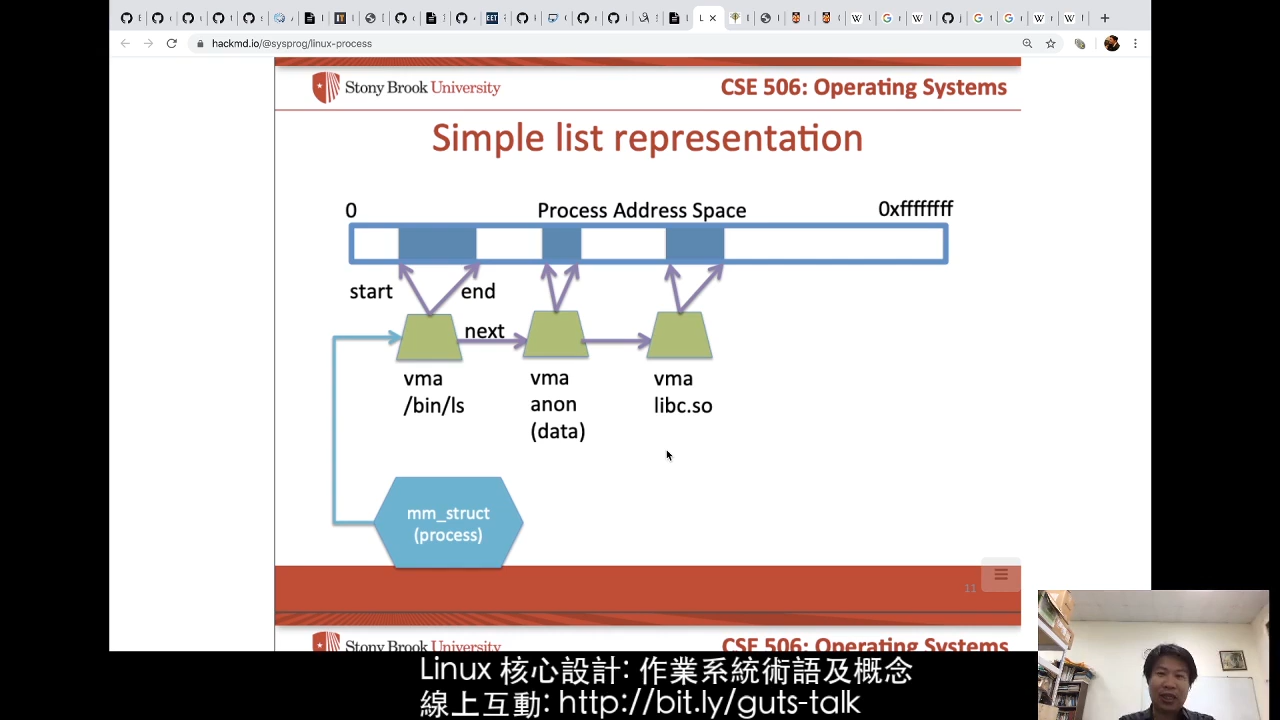 hackmd.io/@sysprog/linux-process
Stony Brook University
CSE 506: Operating Systems
Simple list representation
0
Process Address Space
0xffffffff
start
end
next
vma
/bin/ls
vma
anon
(data)
vma
libc.so
mm_struct
(process)
11
Stony Brook University
CSE 506: Operating Systems
Linux 核心設計: 作業系統術語及概念
線上互動: http://bit.ly/guts-talk